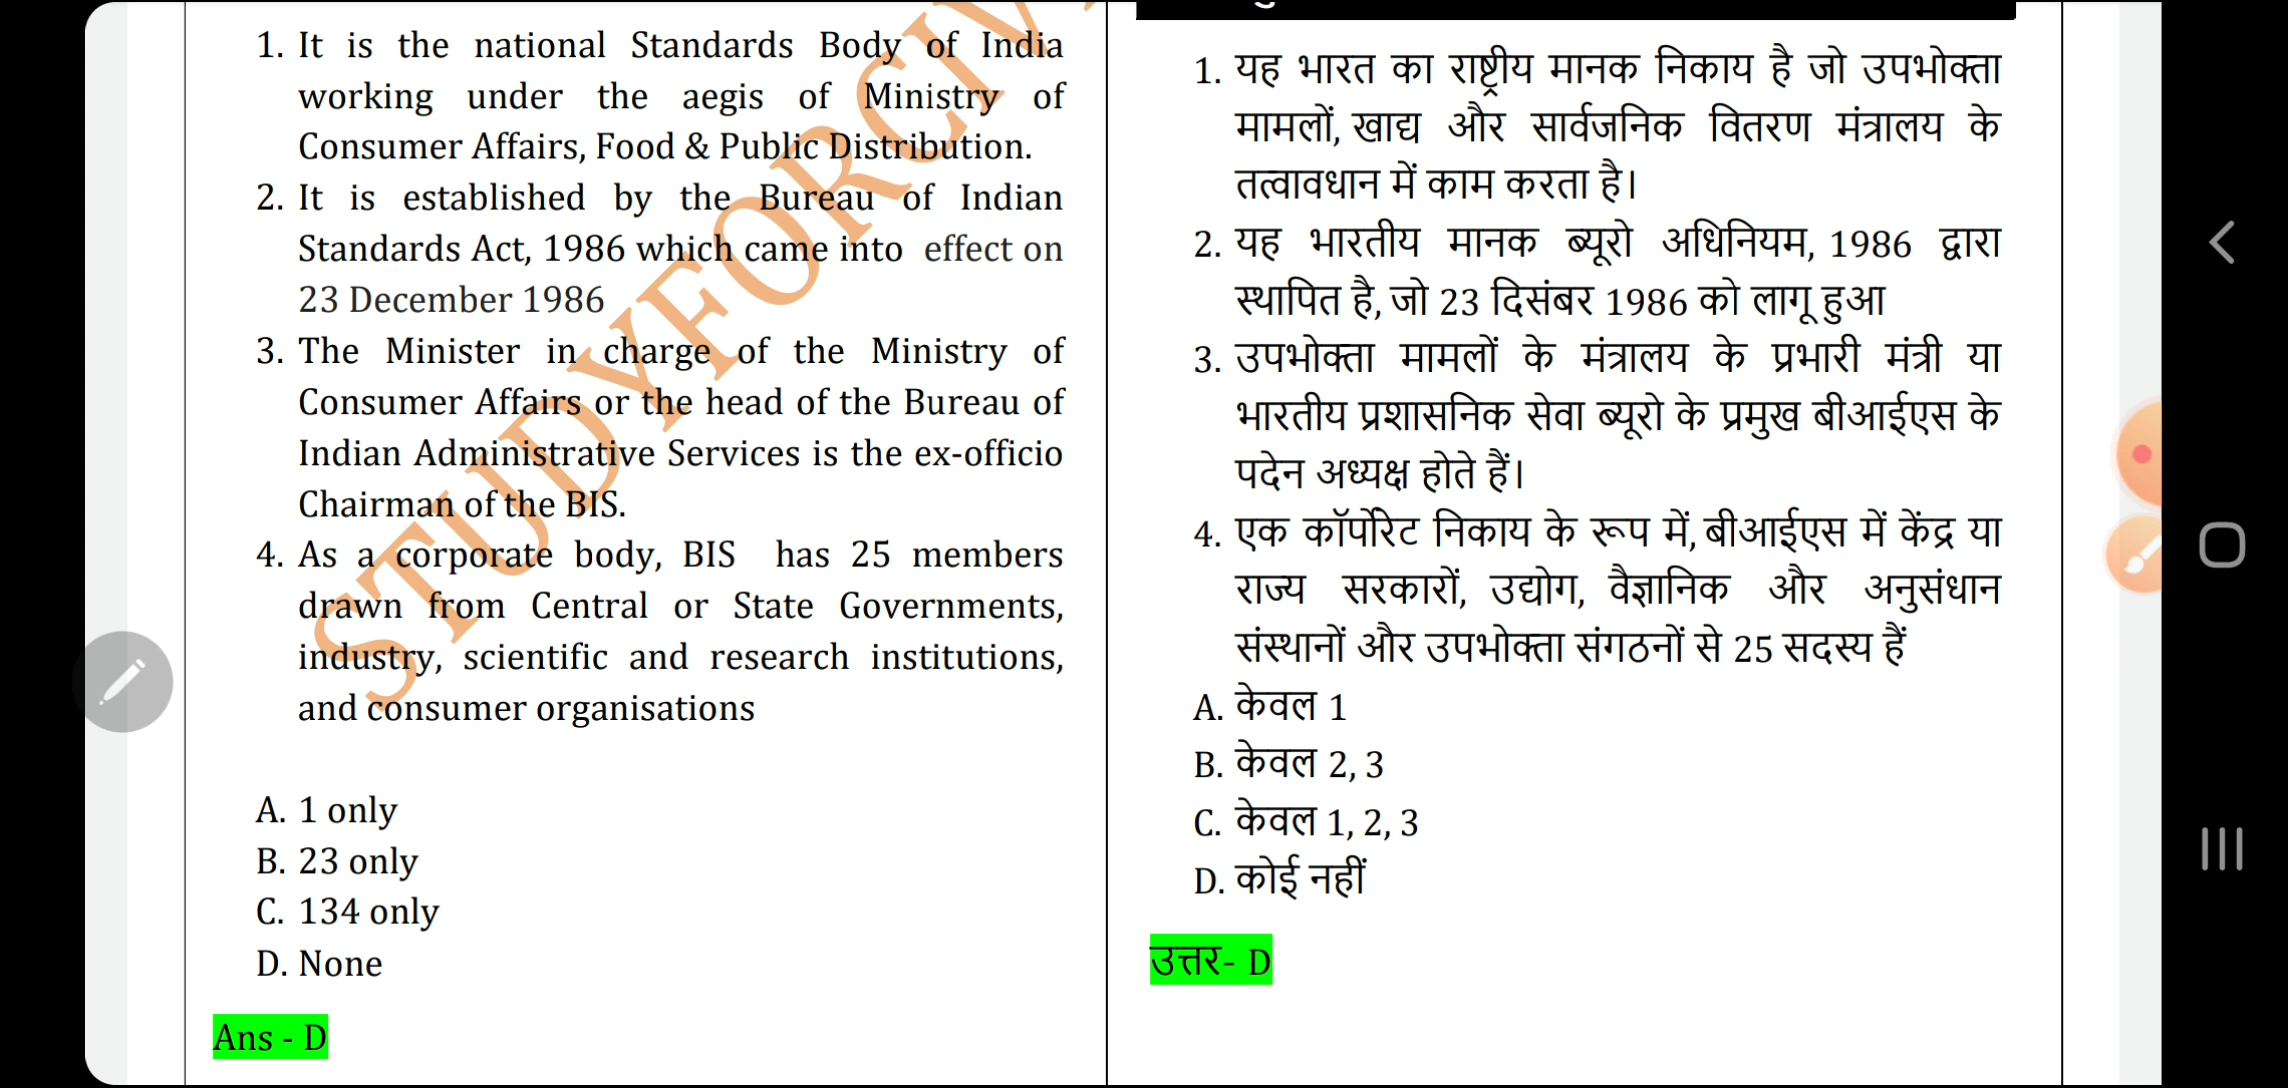 1. It is the national Standards Body of India
working under the aegis of Ministry of
Consumer Affairs, Food & Public Distribution.
2. It is established by the Bureau of Indian
Standards Act, 1986 which came into effect on
23 December 1986
3. The Minister in charge of the Ministry of
Consumer Affairs or the head of the Bureau of
Indian Administrative Services is the ex-officio
Chairman of the BIS.
4. As a corporate body, BIS has 25 members
drawn from Central or State Governments,
industry, scientific and research institutions,
and consumer organisations
A. 1 only
B. 23 only
C. 134 only
D. None
Ans - D
1. यह भारत का राष्ट्रीय मानक निकाय है जो उपभोक्ता
मामलों, खाद्य और सार्वजनिक वितरण मंत्रालय के
तत्वावधान में काम करता है।
2. यह भारतीय मानक ब्यूरो अधिनियम, 1986 द्वारा
स्थापित है, जो 23 दिसंबर 1986 को लागू हुआ
3. उपभोक्ता मामलों के मंत्रालय के प्रभारी मंत्री या
भारतीय प्रशासनिक सेवा ब्यूरो के प्रमुख बीआईएस के
पदेन अध्यक्ष होते हैं।
4. एक कॉर्पोरेट निकाय के रूप में, बीआईएस में केंद्र या
राज्य सरकारों, उद्योग, वैज्ञानिक और अनुसंधान
संस्थानों और उपभोक्ता संगठनों से 25 सदस्य हैं
A. केवल 1
B. केवल 2, 3
C. केवल 1, 2, 3
D. कोई नहीं
उत्तर- D
STUDYFORCIV